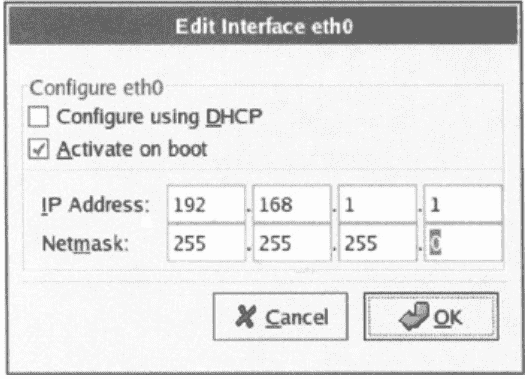 Edit Interface eth0
Configure eth0
Configure using DHCP
Activate on boot
IP Address: 192 . 168 . 1 . 1
Netmask: 255 . 255 . 255 . 0
Cancel OK